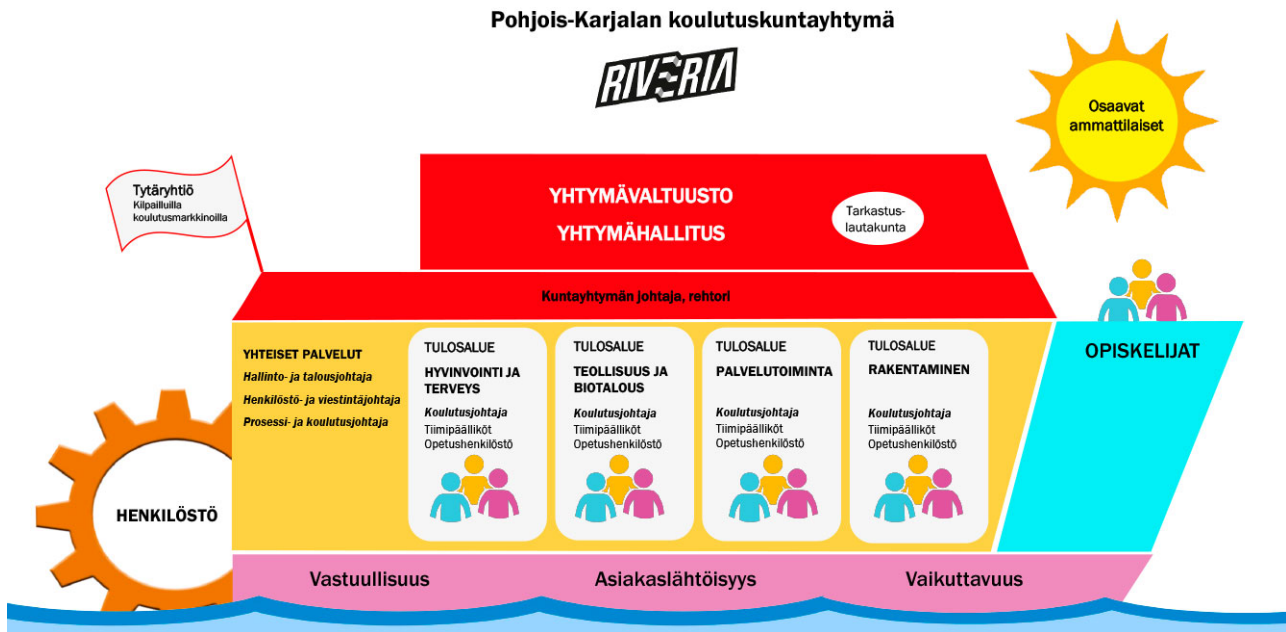 Pohjois-Karjalan koulutuskuntayhtymä
RIVERIA
Osaavat
ammattilaiset
Tytäryhtiö
Kilpailluilla
koulutusmarkkinoilla
YHTYMÄVALTUUSTO
YHTYMÄHALLITUS
Tarkastus-
lautakunta
Kuntayhtymän johtaja, rehtori
YHTEISET PALVELUT
Hallinto- ja talousjohtaja
Henkilöstö- ja viestintäjohtaja
Prosessi- ja koulutusjohtaja
TULOSALUE
HYVINVOINTI JA
TERVEYS
Koulutusjohtaja
Tiimipäälliköt
Opetushenkilöstö
TULOSALUE
TEOLLISUUS JA
BIOTALOUS
Koulutusjohtaja
Tiimipäälliköt
Opetushenkilöstö
TULOSALUE
PALVELUTOIMINTA
Koulutusjohtaja
Tiimipäälliköt
Opetushenkilöstö
TULOSALUE
RAKENTAMINEN
Koulutusjohtaja
Tiimipäälliköt
Opetushenkilöstö
OPISKELIJAT
HENKILÖSTÖ
Vastuullisuus
Asiakaslähtöisyys
Vaikuttavuus